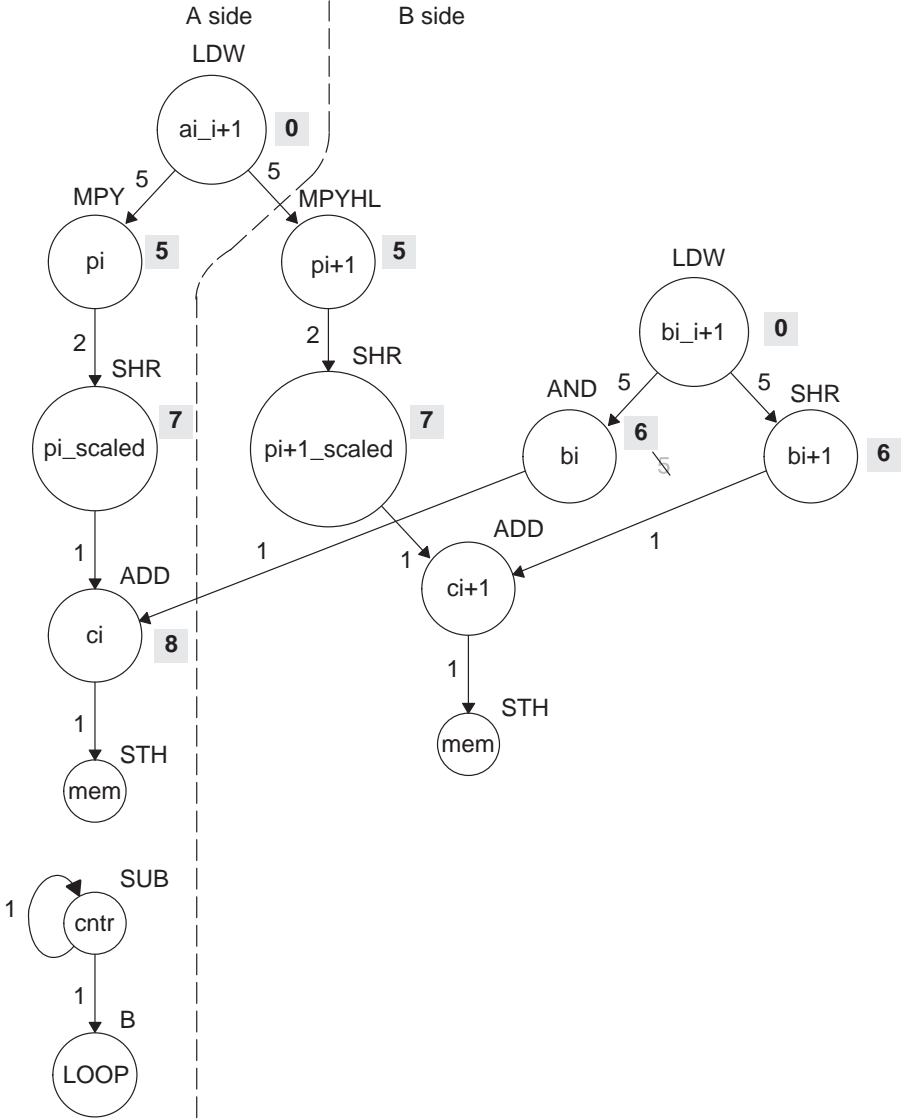 A side
B side
LDW
ai_i+1
0
5
5
MPY
MPYHL
pi
5
pi+1
5
LDW
bi_i+1
0
2
2
SHR
SHR
5
5
AND
SHR
pi_scaled
7
pi+1_scaled
7
bi
6
5
bi+1
6
1
1
1
1
ADD
ADD
ci
8
ci+1
1
1
STH
STH
mem
mem
SUB
1
cntr
1
B
LOOP